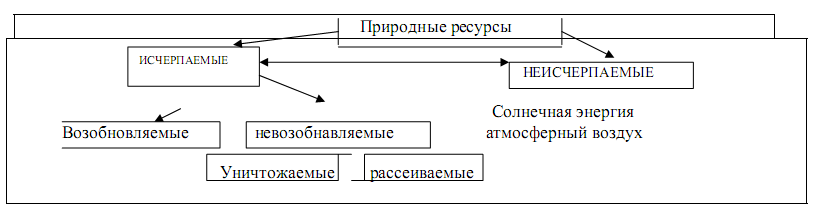 Природные ресурсы
ИСЧЕРПАЕМЫЕ
НЕИСЧЕРПАЕМЫЕ
Солнечная энергия
атмосферный воздух
Возобновляемые
невозобнавляемые
Уничтожаемые
рассеиваемые